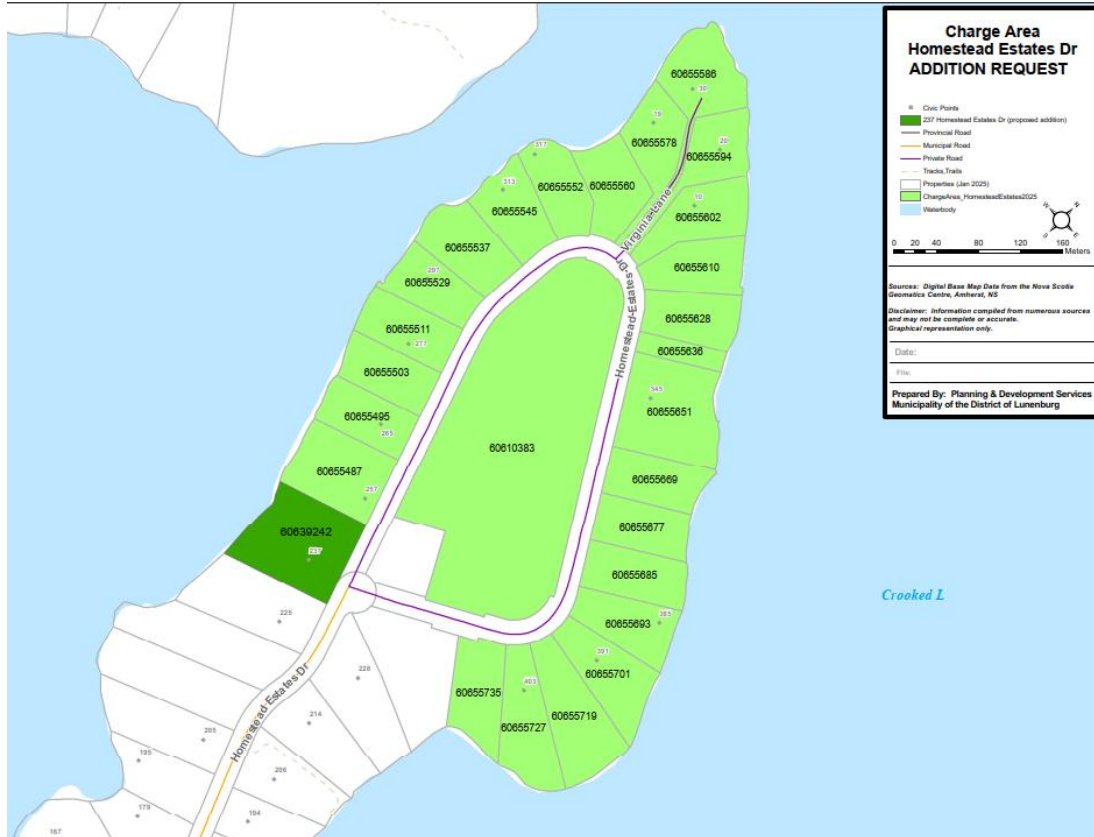 Charge Area
Homestead Estates Dr
ADDITION REQUEST
Civic Points
237 Homestead Estates Dr (proposed addition)
Provincial Road
Municipal Road
Private Road
Tracks,Trails
Properties (Jan 2025)
ChargeArea_HomesteadEstates2025
Waterbody
N
E
S
W
0 20 40 80 120 160
Meters
Sources: Digital Base Map Data from the Nova Scotia
Geomatics Centre, Amherst, NS
Disclaimer: Information compiled from numerous sources
and may not be complete or accurate.
Graphical representation only.
Date:
File:
Prepared By: Planning & Development Services
Municipality of the District of Lunenburg
60655586
30
19
60655578
20
60655594
317
313
60655552
60655560
60655545
18
60655602
Virginia Lane
60655537
60655610
297
60655529
Homestead Estates Dr
60655628
60655511
277
60655636
60655503
345
60655651
60655495
265
60610383
60655487
257
60655669
60639242
237
60655677
60655685
Crooked L
225
60655693
385
391
60655701
228
60655735
403
60655719
60655727
Homestead Estates Dr
214
205
195
206
179
194
167